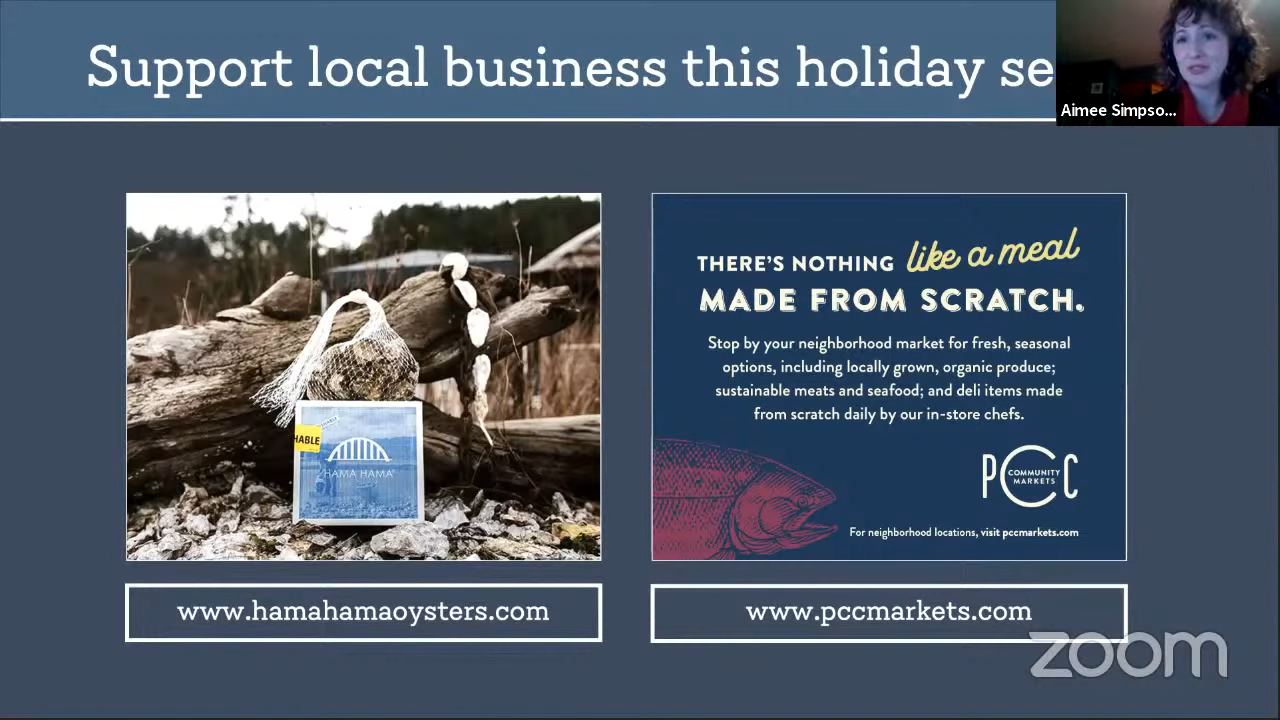 Support local business this holiday se
Aimee Simpso...
HABLE
HAMA HAMA
THERE'S NOTHING like a meal
MADE FROM SCRATCH.
Stop by your neighborhood market for fresh, seasonal
options, including locally grown, organic produce;
sustainable meats and seafood; and deli items made
from scratch daily by our in-store chefs.
PCC
COMMUNITY
MARKETS
For neighborhood locations, visit pccmarkets.com
www.hamahamaoysters.com
www.pccmarkets.com
zoom